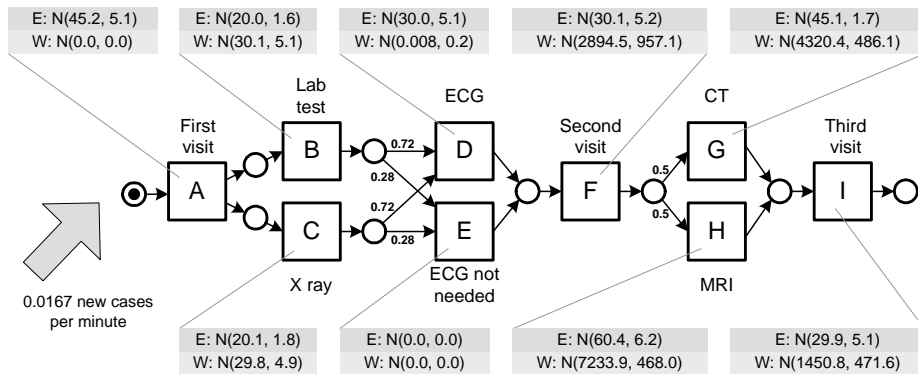 E: N(45.2, 5.1)
W: N(0.0, 0.0)
E: N(20.0, 1.6)
W: N(30.1, 5.1)
E: N(30.0, 5.1)
W: N(0.008, 0.2)
E: N(30.1, 5.2)
W: N(2894.5, 957.1)
E: N(45.1, 1.7)
W: N(4320.4, 486.1)
First
visit
A
Lab
test
B
C
X ray
0.72
0.28
0.72
0.28
ECG
D
E
ECG not
needed
Second
visit
F
0.5
0.5
CT
G
H
MRI
Third
visit
I
0.0167 new cases
per minute
E: N(20.1, 1.8)
W: N(29.8, 4.9)
E: N(0.0, 0.0)
W: N(0.0, 0.0)
E: N(60.4, 6.2)
W: N(7233.9, 468.0)
E: N(29.9, 5.1)
W: N(1450.8, 471.6)